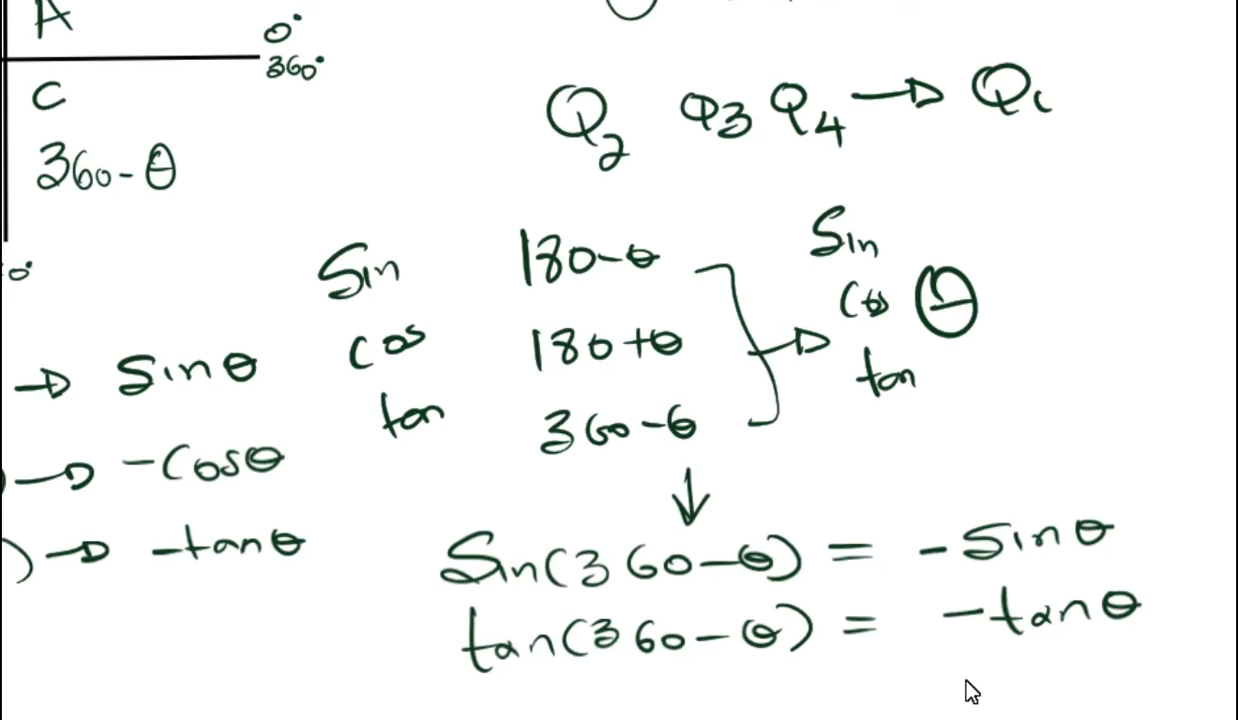 A
0°
360°
C
360-θ
Q2 Q3 Q4 → Q1
Sin 180-θ Sin
cos 180+θ cos θ
tan 360-θ tan
→ Sinθ
→ -Cosθ
) → -tanθ
Sin(360-θ) = -Sinθ
tan(360-θ) = -tanθ